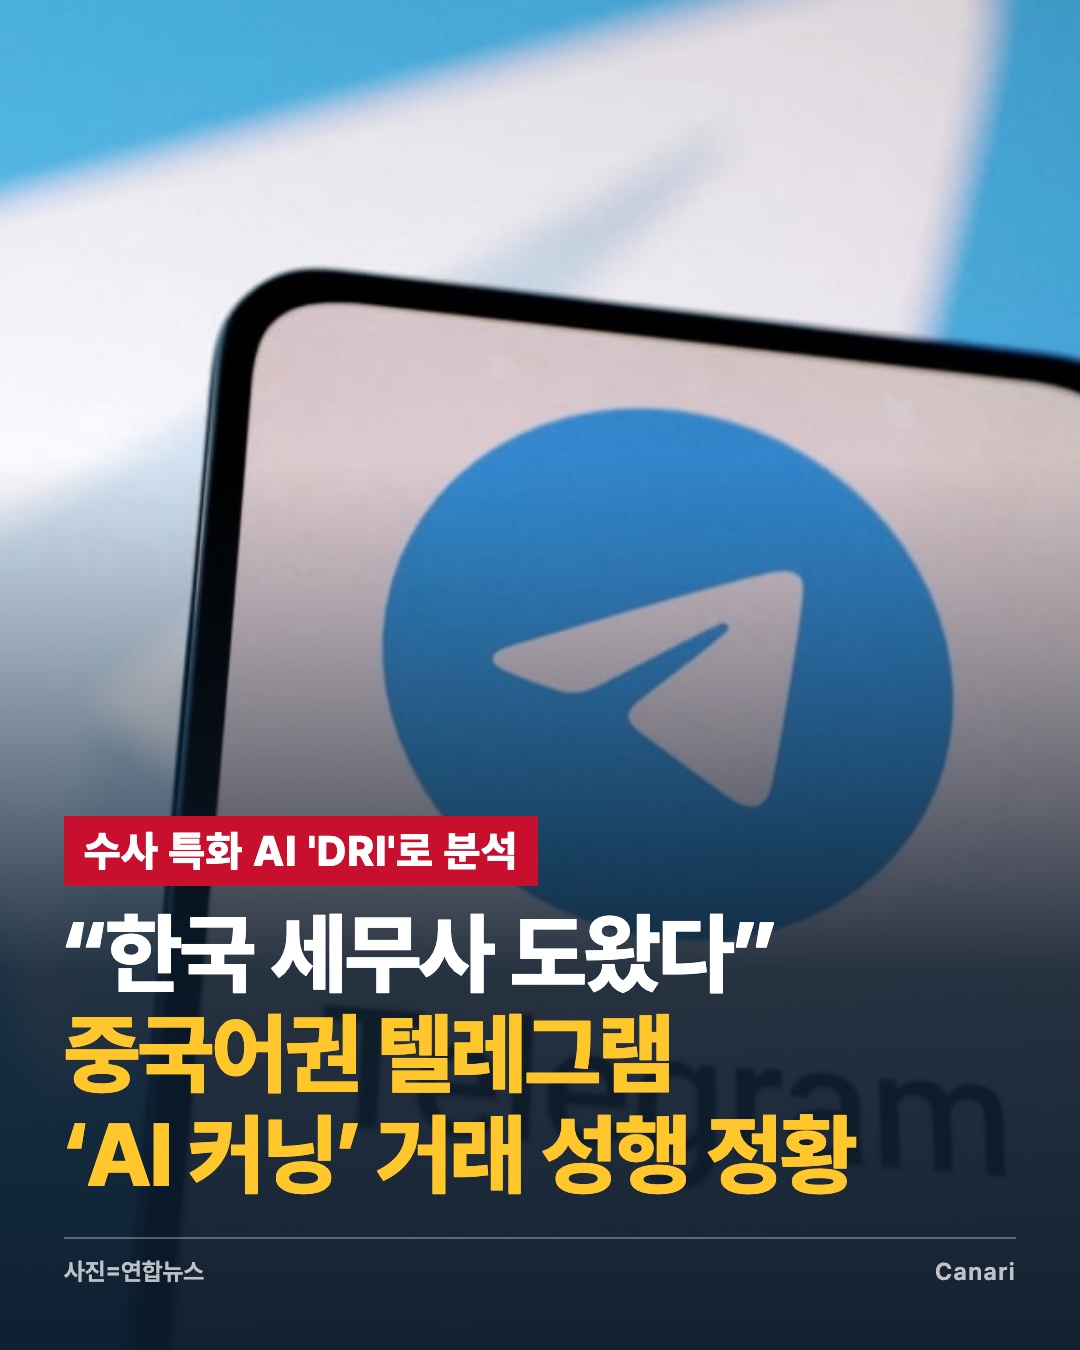 수사 특화 AI 'DRI'로 분석
“한국 세무사 도왔다”
중국어권 텔레그램
‘AI 커닝’ 거래 성행 정황
Telegram
사진=연합뉴스
Canari